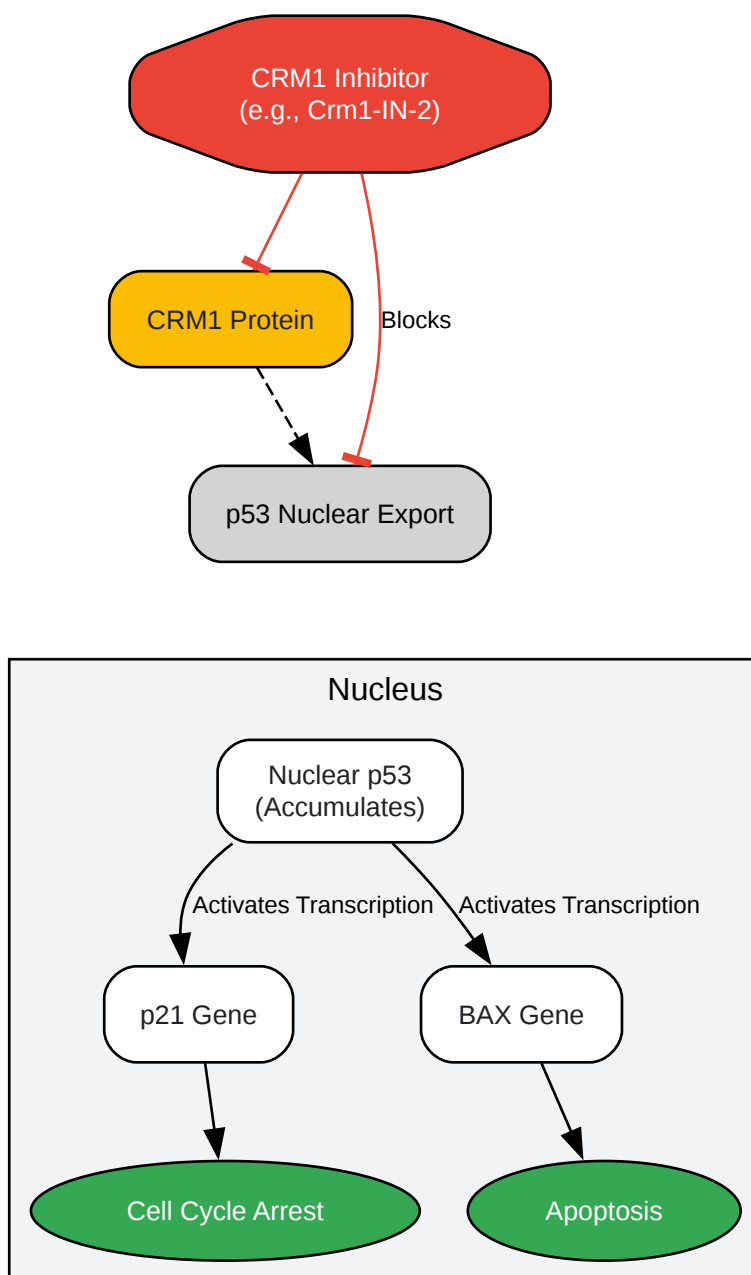 CRM1 Inhibitor
(e.g., Crm1-IN-2)
CRM1 Protein
Blocks
p53 Nuclear Export
Nucleus
Nuclear p53
(Accumulates)
Activates Transcription
Activates Transcription
p21 Gene
BAX Gene
Cell Cycle Arrest
Apoptosis